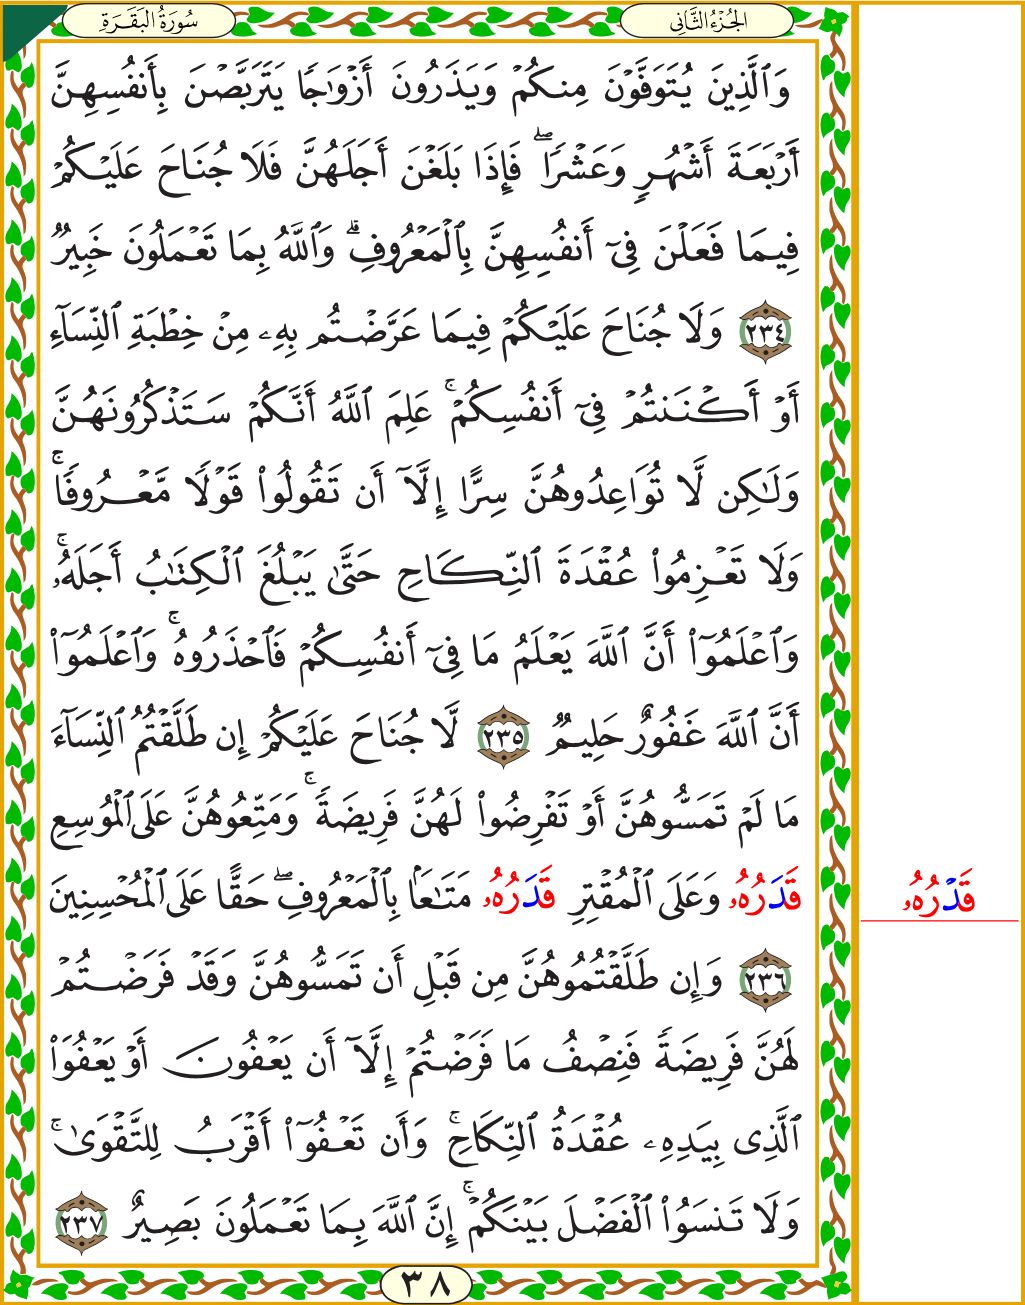 سُورَةُ البَقَرَةِ
الجُزْءُ الثَّانِي
وَٱلَّذِينَ يُتَوَفَّوْنَ مِنكُمْ وَيَذَرُونَ أَزْوَٰجًا يَتَرَبَّصْنَ بِأَنفُسِهِنَّ
أَرْبَعَةَ أَشْهُرٍ وَعَشْرًا ۖ فَإِذَا بَلَغْنَ أَجَلَهُنَّ فَلَا جُنَاحَ عَلَيْكُمْ
فِيمَا فَعَلْنَ فِىٓ أَنفُسِهِنَّ بِٱلْمَعْرُوفِ ۗ وَٱللَّهُ بِمَا تَعْمَلُونَ خَبِيرٌ
٢٣٤ وَلَا جُنَاحَ عَلَيْكُمْ فِيمَا عَرَّضْتُم بِهِۦ مِنْ خِطْبَةِ ٱلنِّسَآءِ
أَوْ أَكْنَنتُمْ فِىٓ أَنفُسِكُمْ ۚ عَلِمَ ٱللَّهُ أَنَّكُمْ سَتَذْكُرُونَهُنَّ
وَلَٰكِن لَّا تُوَاعِدُوهُنَّ سِرًّا إِلَّآ أَن تَقُولُوا۟ قَوْلًا مَّعْرُوفًا ۚ
وَلَا تَعْزِمُوا۟ عُقْدَةَ ٱلنِّكَاحِ حَتَّىٰ يَبْلُغَ ٱلْكِتَٰبُ أَجَلَهُۥ ۚ
وَٱعْلَمُوٓا۟ أَنَّ ٱللَّهَ يَعْلَمُ مَا فِىٓ أَنفُسِكُمْ فَٱحْذَرُوهُ ۚ وَٱعْلَمُوٓا۟
أَنَّ ٱللَّهَ غَفُورٌ حَلِيمٌ ٢٣٥ لَّا جُنَاحَ عَلَيْكُمْ إِن طَلَّقْتُمُ ٱلنِّسَآءَ
مَا لَمْ تَمَسُّوهُنَّ أَوْ تَفْرِضُوا۟ لَهُنَّ فَرِيضَةً ۚ وَمَتِّعُوهُنَّ عَلَى ٱلْمُوسِعِ
قَدَرُهُۥ وَعَلَى ٱلْمُقْتِرِ قَدَرُهُۥ مَتَٰعًۢا بِٱلْمَعْرُوفِ ۖ حَقًّا عَلَى ٱلْمُحْسِنِينَ
قَدْرُهُۥ
٢٣٦ وَإِن طَلَّقْتُمُوهُنَّ مِن قَبْلِ أَن تَمَسُّوهُنَّ وَقَدْ فَرَضْتُمْ
لَهُنَّ فَرِيضَةً فَنِصْفُ مَا فَرَضْتُمْ إِلَّآ أَن يَعْفُونَ أَوْ يَعْفُوَا۟
ٱلَّذِى بِيَدِهِۦ عُقْدَةُ ٱلنِّكَاحِ ۚ وَأَن تَعْفُوٓا۟ أَقْرَبُ لِلتَّقْوَىٰ ۚ
وَلَا تَنسَوُا۟ ٱلْفَضْلَ بَيْنَكُمْ ۚ إِنَّ ٱللَّهَ بِمَا تَعْمَلُونَ بَصِيرٌ ٢٣٧
٣٨